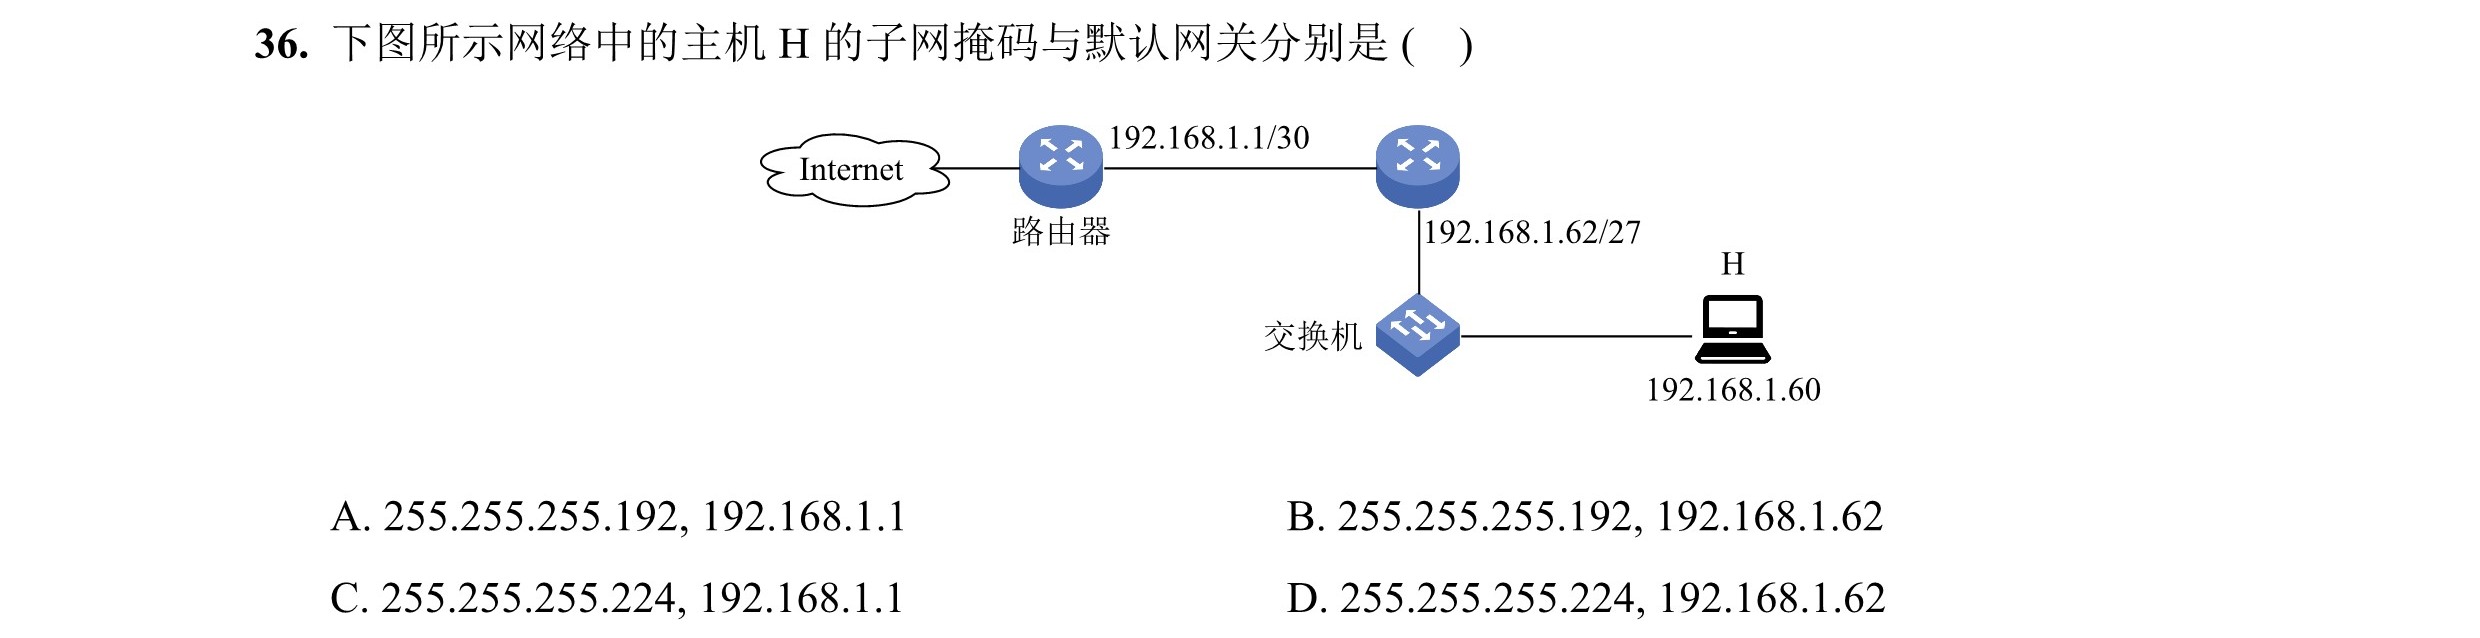 36. 下图所示网络中的主机 H 的子网掩码与默认网关分别是 (   )
192.168.1.1/30
Internet
路由器
192.168.1.62/27
H
交换机
192.168.1.60
A. 255.255.255.192, 192.168.1.1
B. 255.255.255.192, 192.168.1.62
C. 255.255.255.224, 192.168.1.1
D. 255.255.255.224, 192.168.1.62